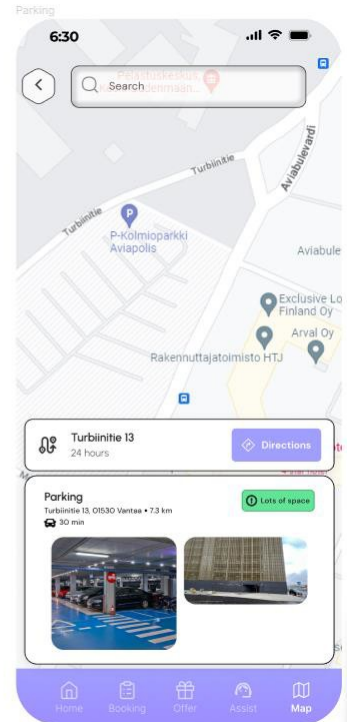 Parking
6:30
Search
Pelastuskeskus,
Turbiinitie
Aviabulevardi
Turbiinitie
P
P-Kolmioparkki
Aviapolis
Aviabule
Exclusive Lo
Finland Oy
Arval Oy
Rakennuttajatoimisto HTJ
Turbiinitie 13
24 hours
Directions
Parking
Turbiinitie 13, 01530 Vantaa • 7.3 km
30 min
Lots of space
Home
Booking
Offer
Assist
Map